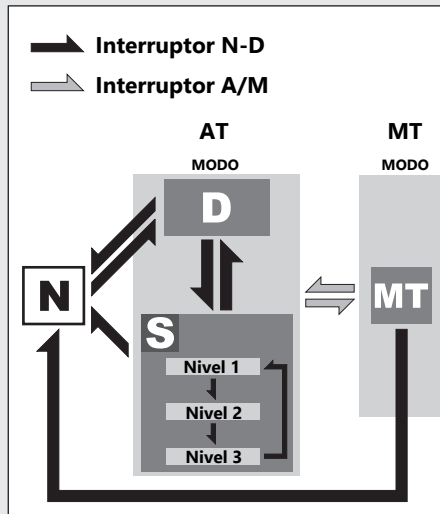 Interruptor N-D
Interruptor A/M
AT MT
MODO MODO
D
N
MT
S
Nivel 1
Nivel 2
Nivel 3